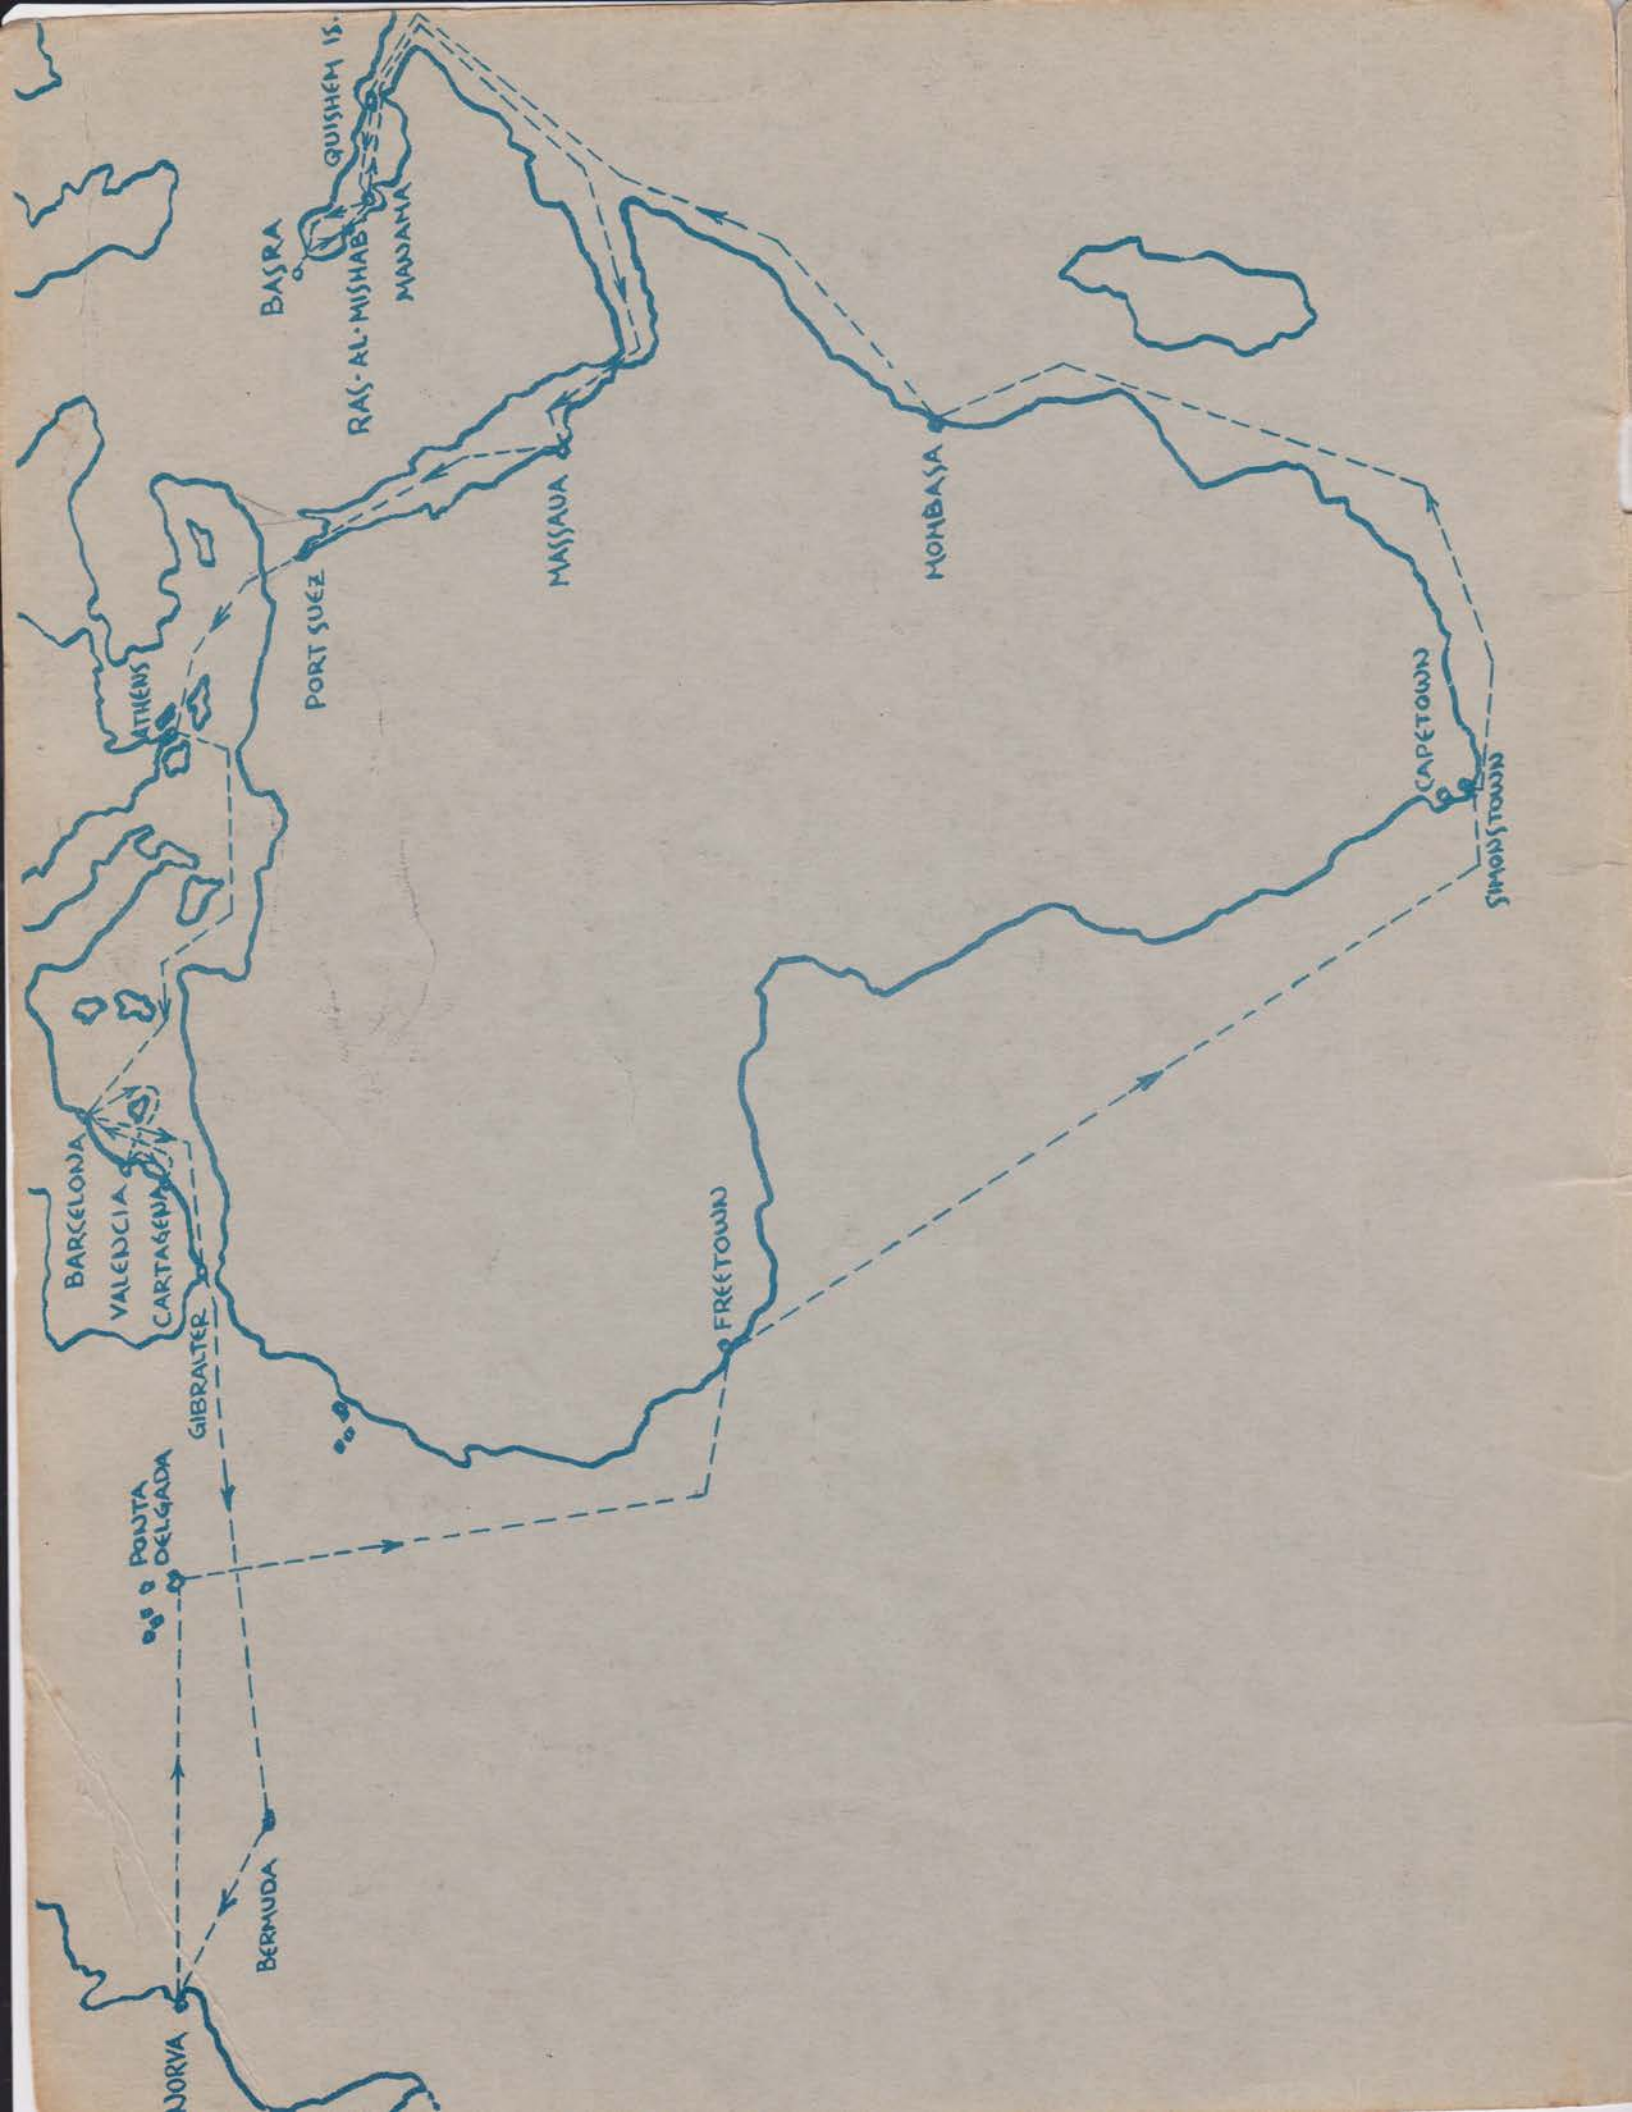 NORVA
BERMUDA
PONTA
DELGADA
GIBRALTER
BARCELONA
VALENCIA
CARTAGENA
ATHENS
PORT SUEZ
MASSAUA
BASRA
RAS-AL-MISHAB
MANAMA
QUISHEM IS.
MOMBASA
CAPETOWN
SIMONSTOWN
FREETOWN